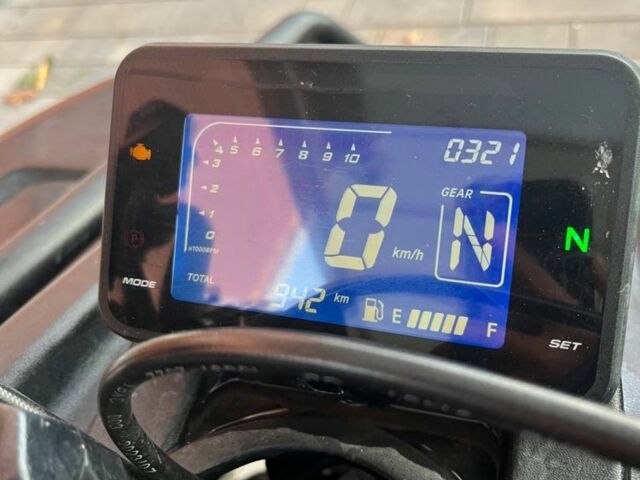 4 5 6 7 8 9 10
0321
3
2
1
0
x1000RPM
GEAR
0 km/h
N
N
P
TOTAL
942 km
E F
MODE
SET